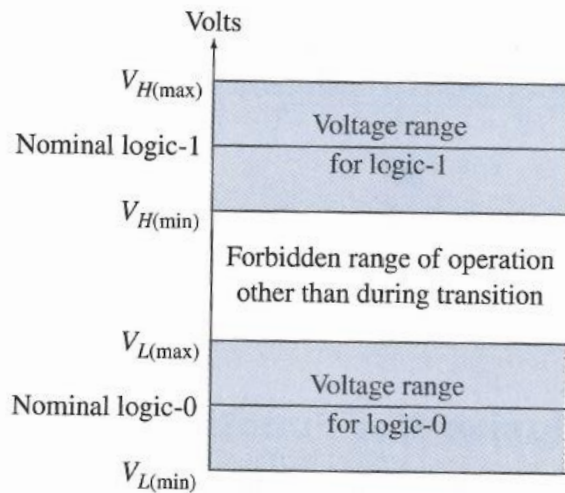 Volts
V_H(max)
Voltage range
Nominal logic-1
for logic-1
V_H(min)
Forbidden range of operation
other than during transition
V_L(max)
Voltage range
Nominal logic-0
for logic-0
V_L(min)